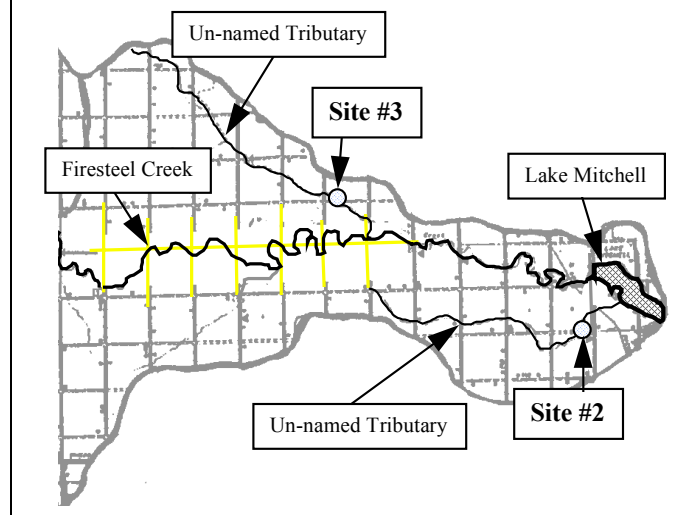 Un-named Tributary
Site #3
Firesteel Creek
Lake Mitchell
Un-named Tributary
Site #2